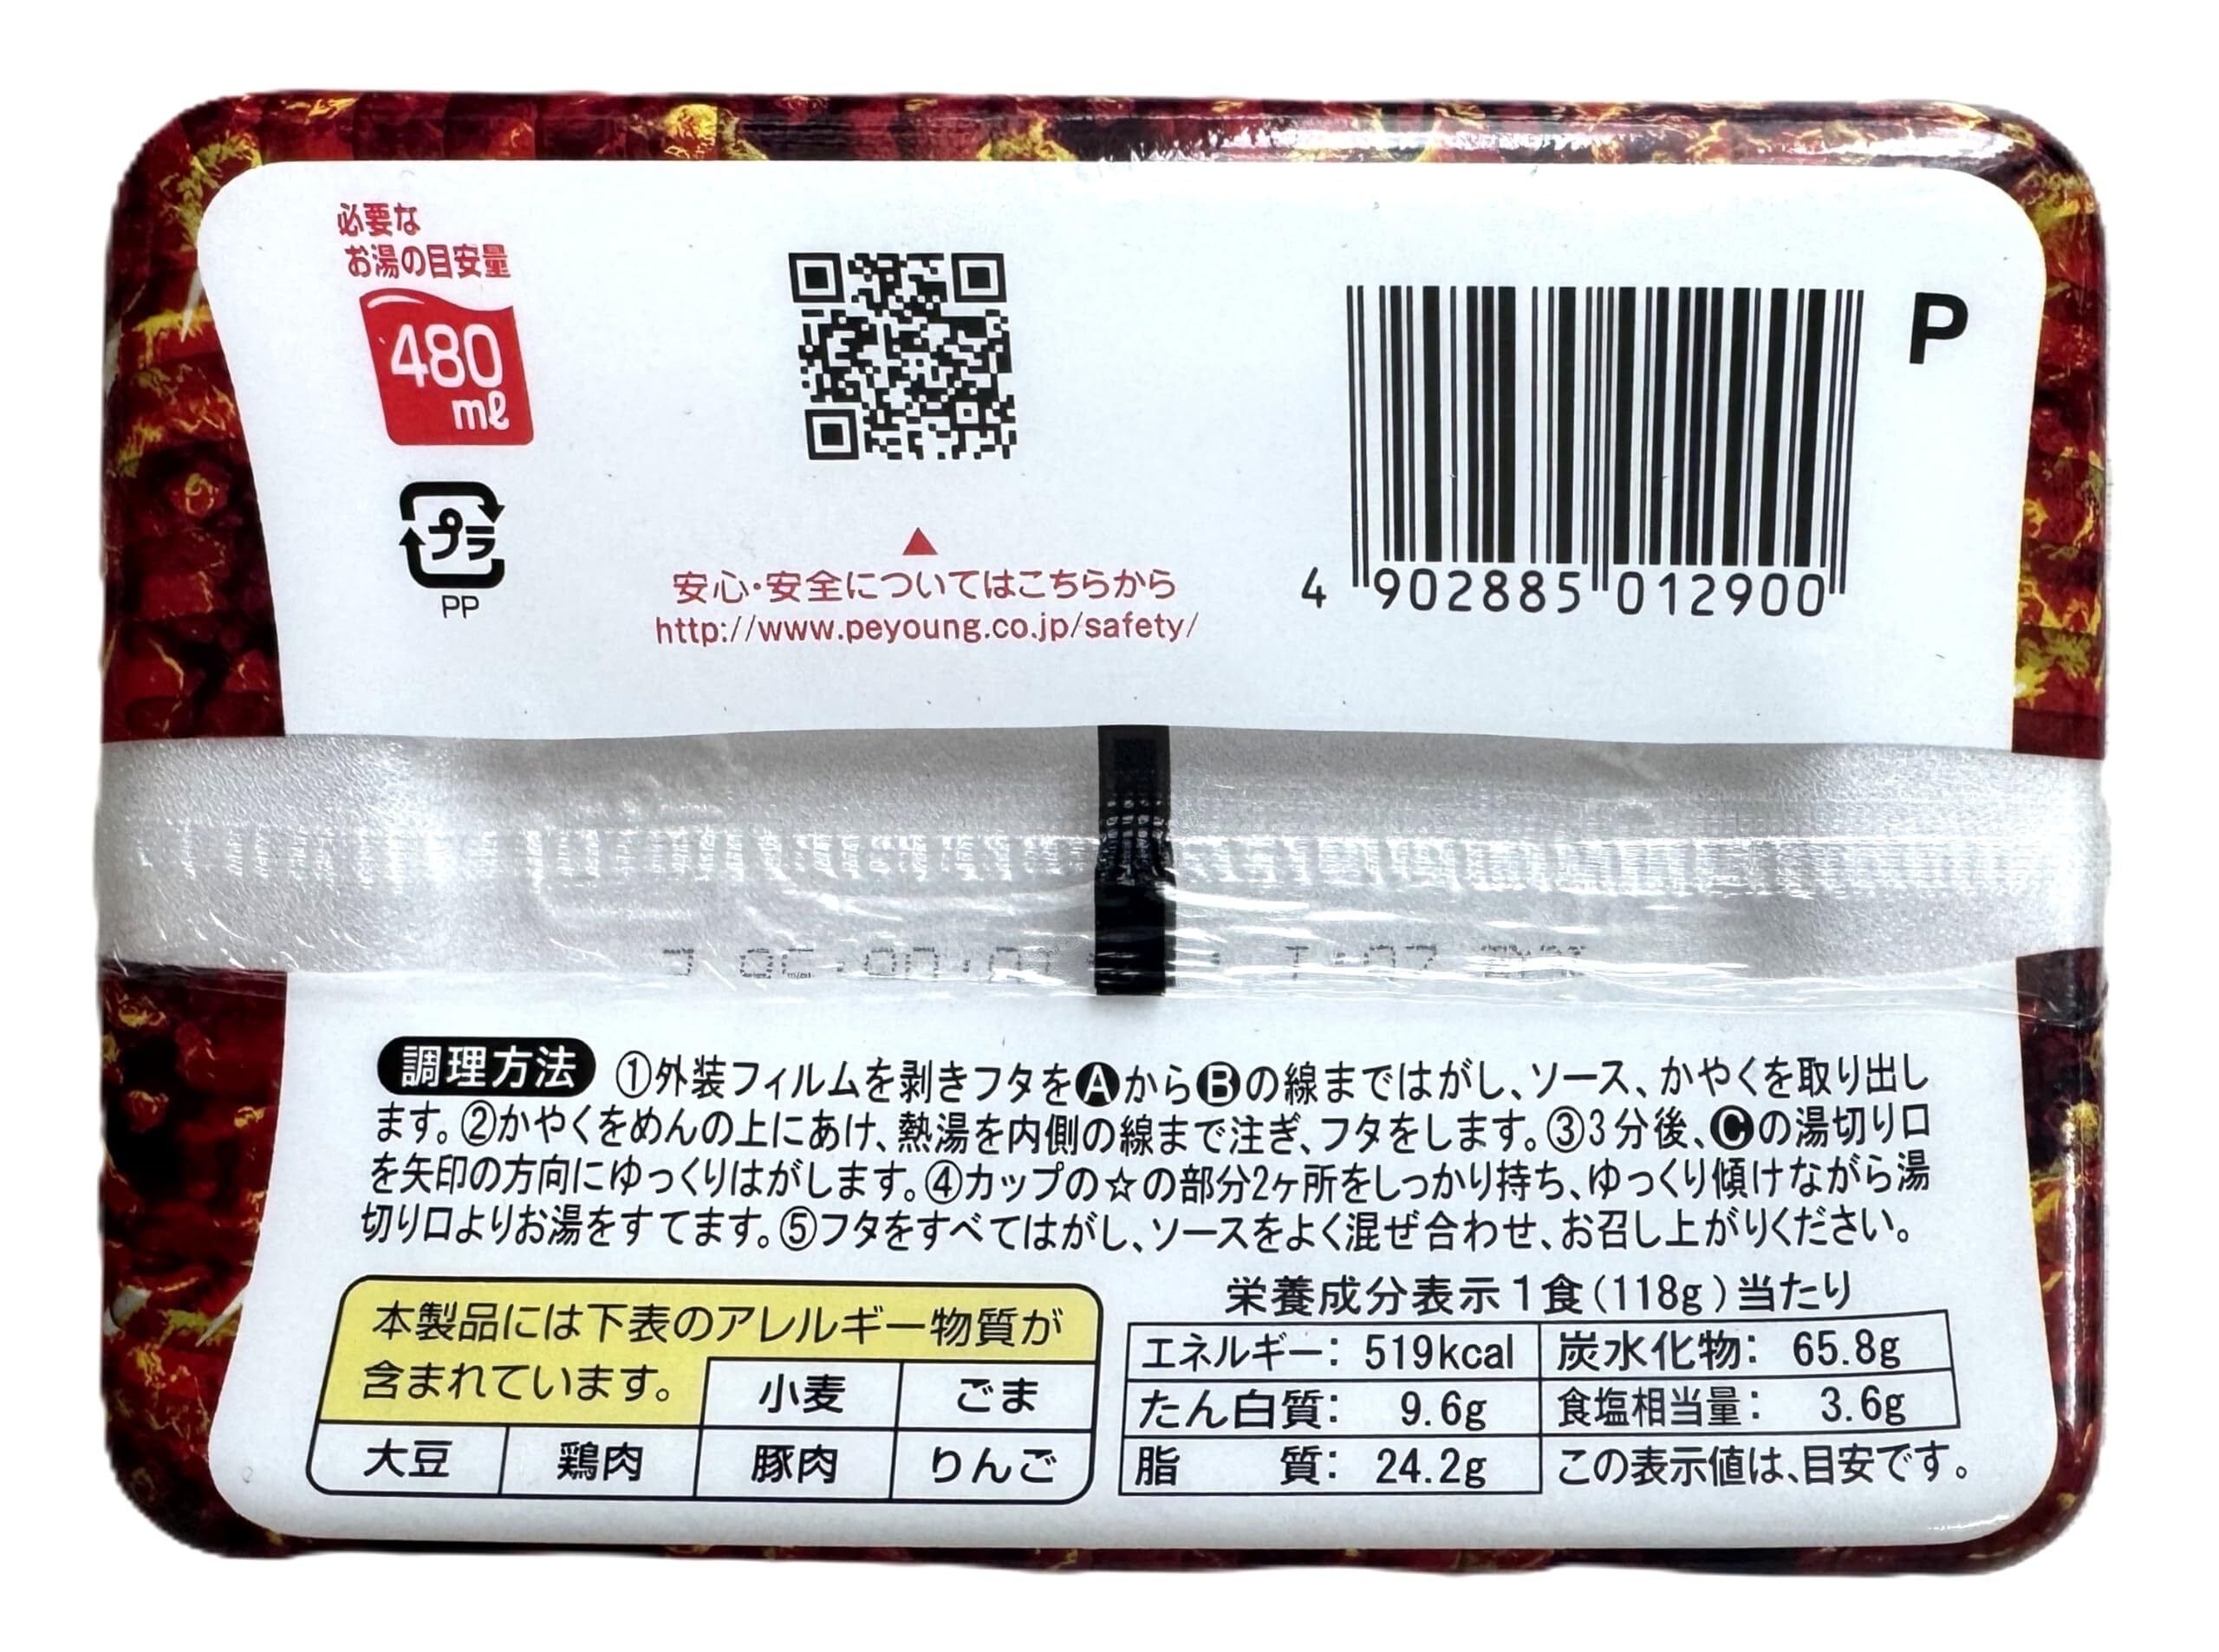 必要な
お湯の目安量
480
mℓ
プラ
PP
安心・安全についてはこちらから
http://www.peyoung.co.jp/safety/
P
4 902885 012900
調理方法 ①外装フィルムを剥きフタをⒶからⒷの線まではがし、ソース、かやくを取り出し
ます。②かやくをめんの上にあけ、熱湯を内側の線まで注ぎ、フタをします。③3分後、Ⓒの湯切り口
を矢印の方向にゆっくりはがします。④カップの☆の部分2ヶ所をしっかり持ち、ゆっくり傾けながら湯
切り口よりお湯をすてます。⑤フタをすべてはがし、ソースをよく混ぜ合わせ、お召し上がりください。
本製品には下表のアレルギー物質が
含まれています。
小麦 ごま
大豆 鶏肉 豚肉 りんご
栄養成分表示1食(118g)当たり
エネルギー: 519kcal 炭水化物: 65.8g
たん白質: 9.6g 食塩相当量: 3.6g
脂 質: 24.2g この表示値は、目安です。